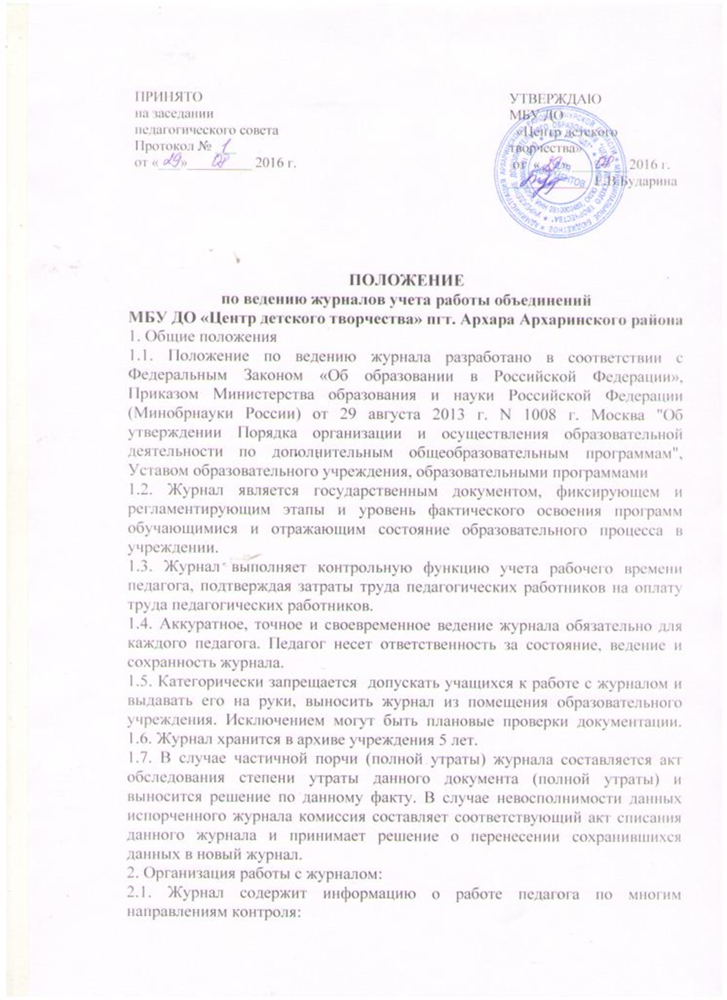 ПРИНЯТО
на заседании
педагогического совета
Протокол № 1
от «29» 08 2016 г.
УТВЕРЖДАЮ
МБУ ДО
«Центр детского
творчества»
от «29» 08 2016 г.
Г.В.Бударина
ПОЛОЖЕНИЕ
по ведению журналов учета работы объединений
МБУ ДО «Центр детского творчества» пгт. Архара Архаринского района
1. Общие положения
1.1. Положение по ведению журнала разработано в соответствии с
Федеральным Законом «Об образовании в Российской Федерации»,
Приказом Министерства образования и науки Российской Федерации
(Минобрнауки России) от 29 августа 2013 г. N 1008 г. Москва "Об
утверждении Порядка организации и осуществления образовательной
деятельности по дополнительным общеобразовательным программам",
Уставом образовательного учреждения, образовательными программами
1.2. Журнал является государственным документом, фиксирующем и
регламентирующим этапы и уровень фактического освоения программ
обучающимися и отражающим состояние образовательного процесса в
учреждении.
1.3. Журнал выполняет контрольную функцию учета рабочего времени
педагога, подтверждая затраты труда педагогических работников на оплату
труда педагогических работников.
1.4. Аккуратное, точное и своевременное ведение журнала обязательно для
каждого педагога. Педагог несет ответственность за состояние, ведение и
сохранность журнала.
1.5. Категорически запрещается допускать учащихся к работе с журналом и
выдавать его на руки, выносить журнал из помещения образовательного
учреждения. Исключением могут быть плановые проверки документации.
1.6. Журнал хранится в архиве учреждения 5 лет.
1.7. В случае частичной порчи (полной утраты) журнала составляется акт
обследования степени утраты данного документа (полной утраты) и
выносится решение по данному факту. В случае невосполнимости данных
испорченного журнала комиссия составляет соответствующий акт списания
данного журнала и принимает решение о перенесении сохранившихся
данных в новый журнал.
2. Организация работы с журналом:
2.1. Журнал содержит информацию о работе педагога по многим
направлениям контроля: